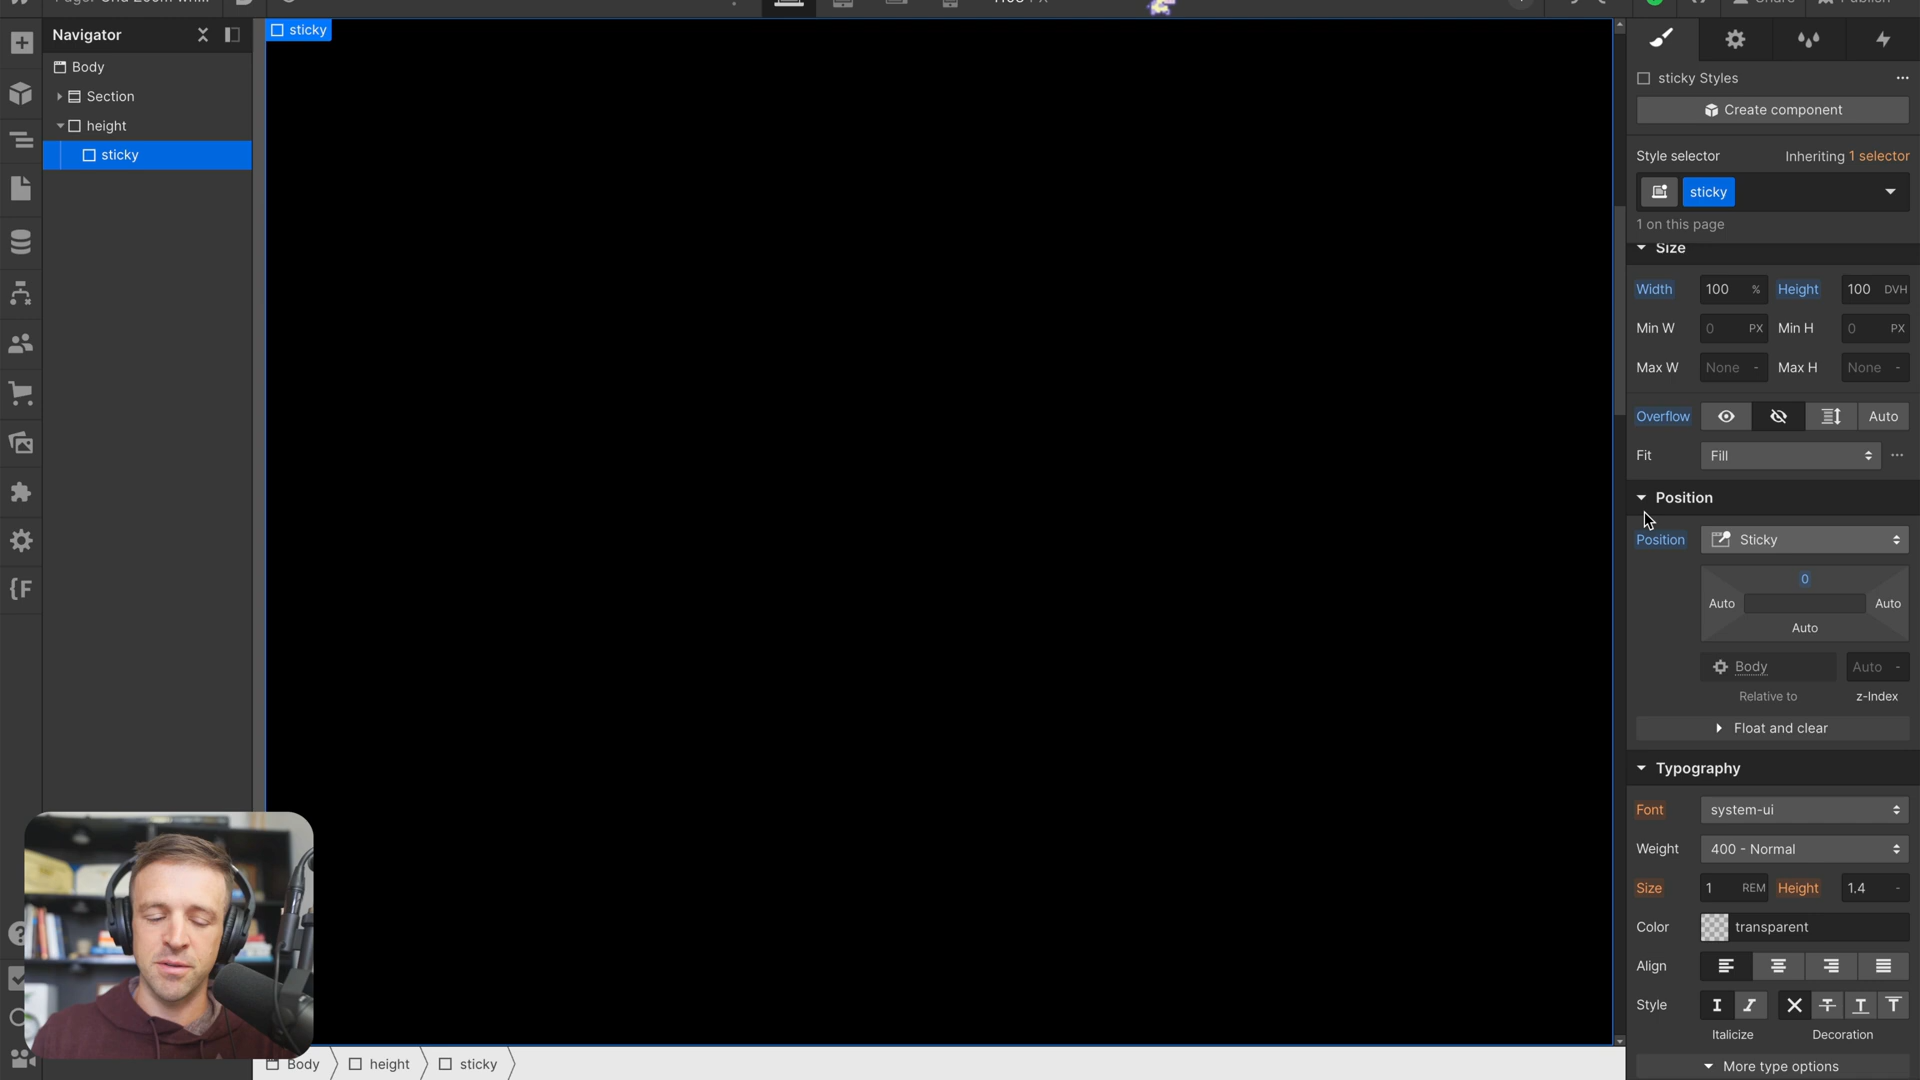 Navigator
Body
Section
height
sticky
sticky
sticky Styles
Create component
Style selector
Inheriting 1 selector
sticky
1 on this page
Size
Width 100 % Height 100 DVH
Min W 0 PX Min H 0 PX
Max W None - Max H None -
Overflow Auto
Fit Fill
Position
Position Sticky
0
Auto Auto
Auto
Body Auto -
Relative to z-Index
Float and clear
Typography
Font system-ui
Weight 400 - Normal
Size 1 REM Height 1.4 -
Color transparent
Align
Style
Italicize Decoration
More type options
Body height sticky